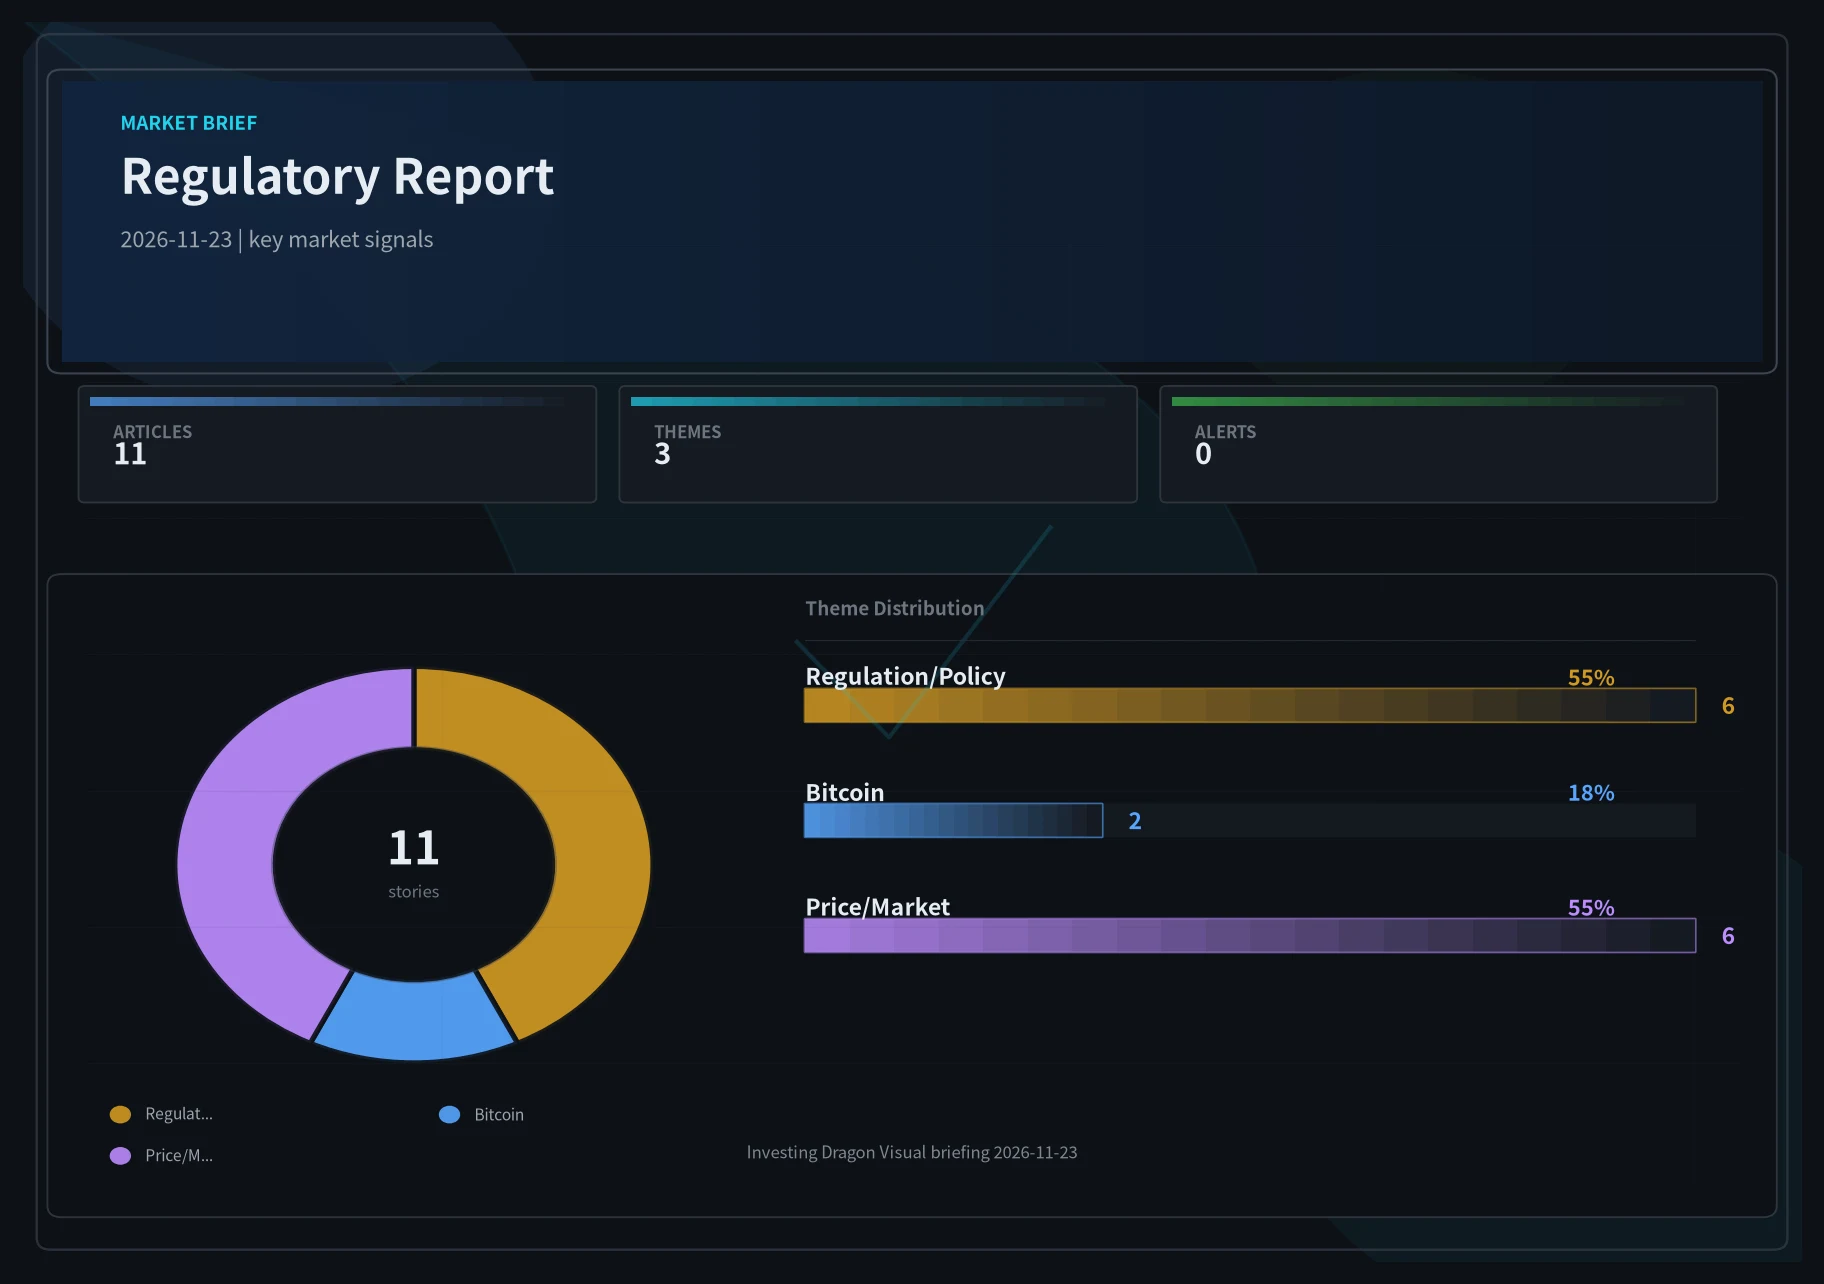 MARKET BRIEF
Regulatory Report
2026-11-23 | key market signals
ARTICLES
11
THEMES
3
ALERTS
0
Theme Distribution
Regulation/Policy
55%
6
Bitcoin
18%
2
Price/Market
55%
6
11
stories
Regulat...
Bitcoin
Price/M...
Investing Dragon Visual briefing 2026-11-23